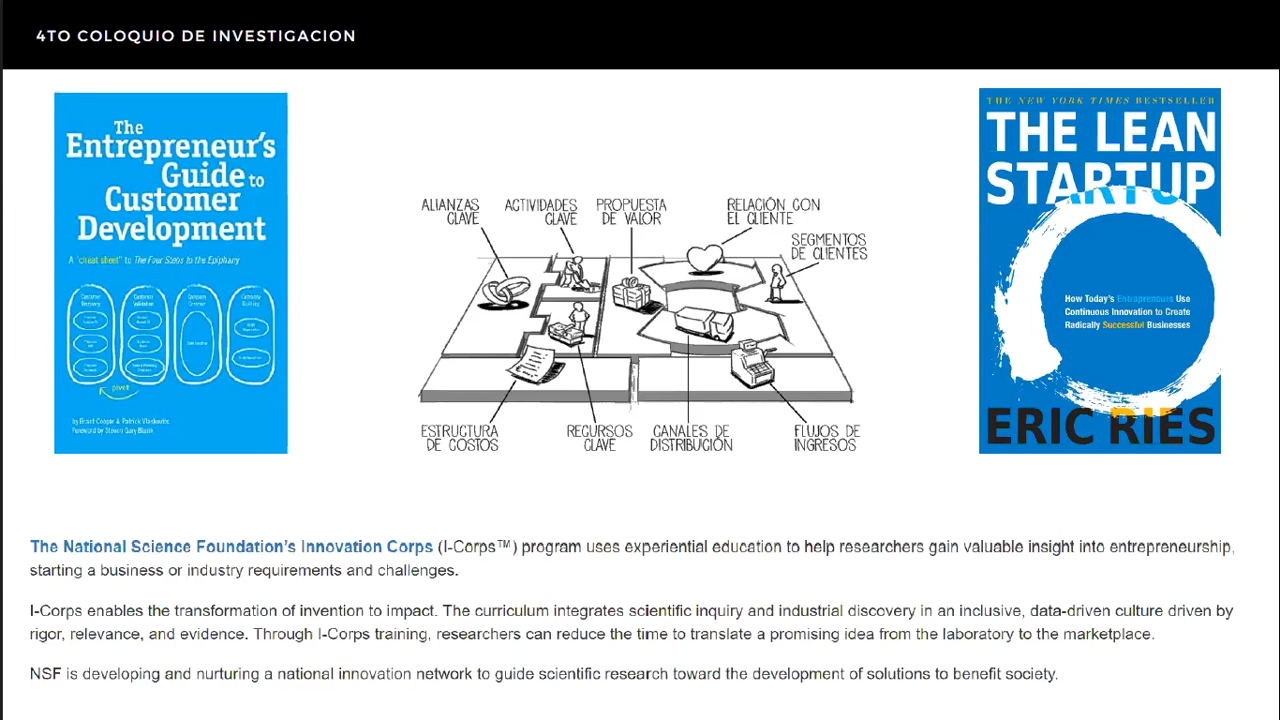 4TO COLOQUIO DE INVESTIGACION
The
Entrepreneur's
Guide to
Customer
Development
A "cheat sheet" to The Four Steps to the Epiphany
Customer
Customer
Company
pivot
by Brant Cooper & Patrick Vlaskovits
Foreword by Steven Gary Blank
ALIANZAS
CLAVE
ACTIVIDADES
CLAVE
PROPUESTA
DE VALOR
RELACIÓN CON
EL CLIENTE
SEGMENTOS
DE CLIENTES
ESTRUCTURA
DE COSTOS
RECURSOS
CLAVE
CANALES DE
DISTRIBUCIÓN
FLUJOS DE
INGRESOS
THE NEW YORK TIMES BESTSELLER
THE LEAN
STARTUP
How Today's Entrepreneurs Use
Continuous Innovation to Create
Radically Successful Businesses
ERIC RIES
The National Science Foundation's Innovation Corps (I-Corps™) program uses experiential education to help researchers gain valuable insight into entrepreneurship,
starting a business or industry requirements and challenges.
I-Corps enables the transformation of invention to impact. The curriculum integrates scientific inquiry and industrial discovery in an inclusive, data-driven culture driven by
rigor, relevance, and evidence. Through I-Corps training, researchers can reduce the time to translate a promising idea from the laboratory to the marketplace.
NSF is developing and nurturing a national innovation network to guide scientific research toward the development of solutions to benefit society.